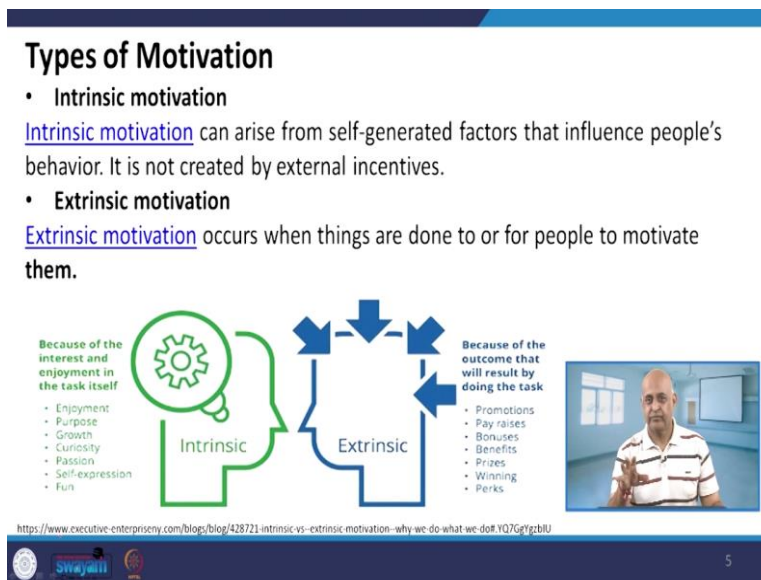 Types of Motivation
• Intrinsic motivation
Intrinsic motivation can arise from self-generated factors that influence people's
behavior. It is not created by external incentives.
• Extrinsic motivation
Extrinsic motivation occurs when things are done to or for people to motivate
them.
Because of the
interest and
enjoyment in
the task itself
• Enjoyment
• Purpose
• Growth
• Curiosity
• Passion
• Self-expression
• Fun
Intrinsic
Extrinsic
Because of the
outcome that
will result by
doing the task
• Promotions
• Pay raises
• Bonuses
• Benefits
• Prizes
• Winning
• Perks
https://www.executive-enterpriseny.com/blogs/blog/428721-intrinsic-vs-extrinsic-motivation--why-we-do-what-we-do#.YQ7GgYgzbIU
swayam
5